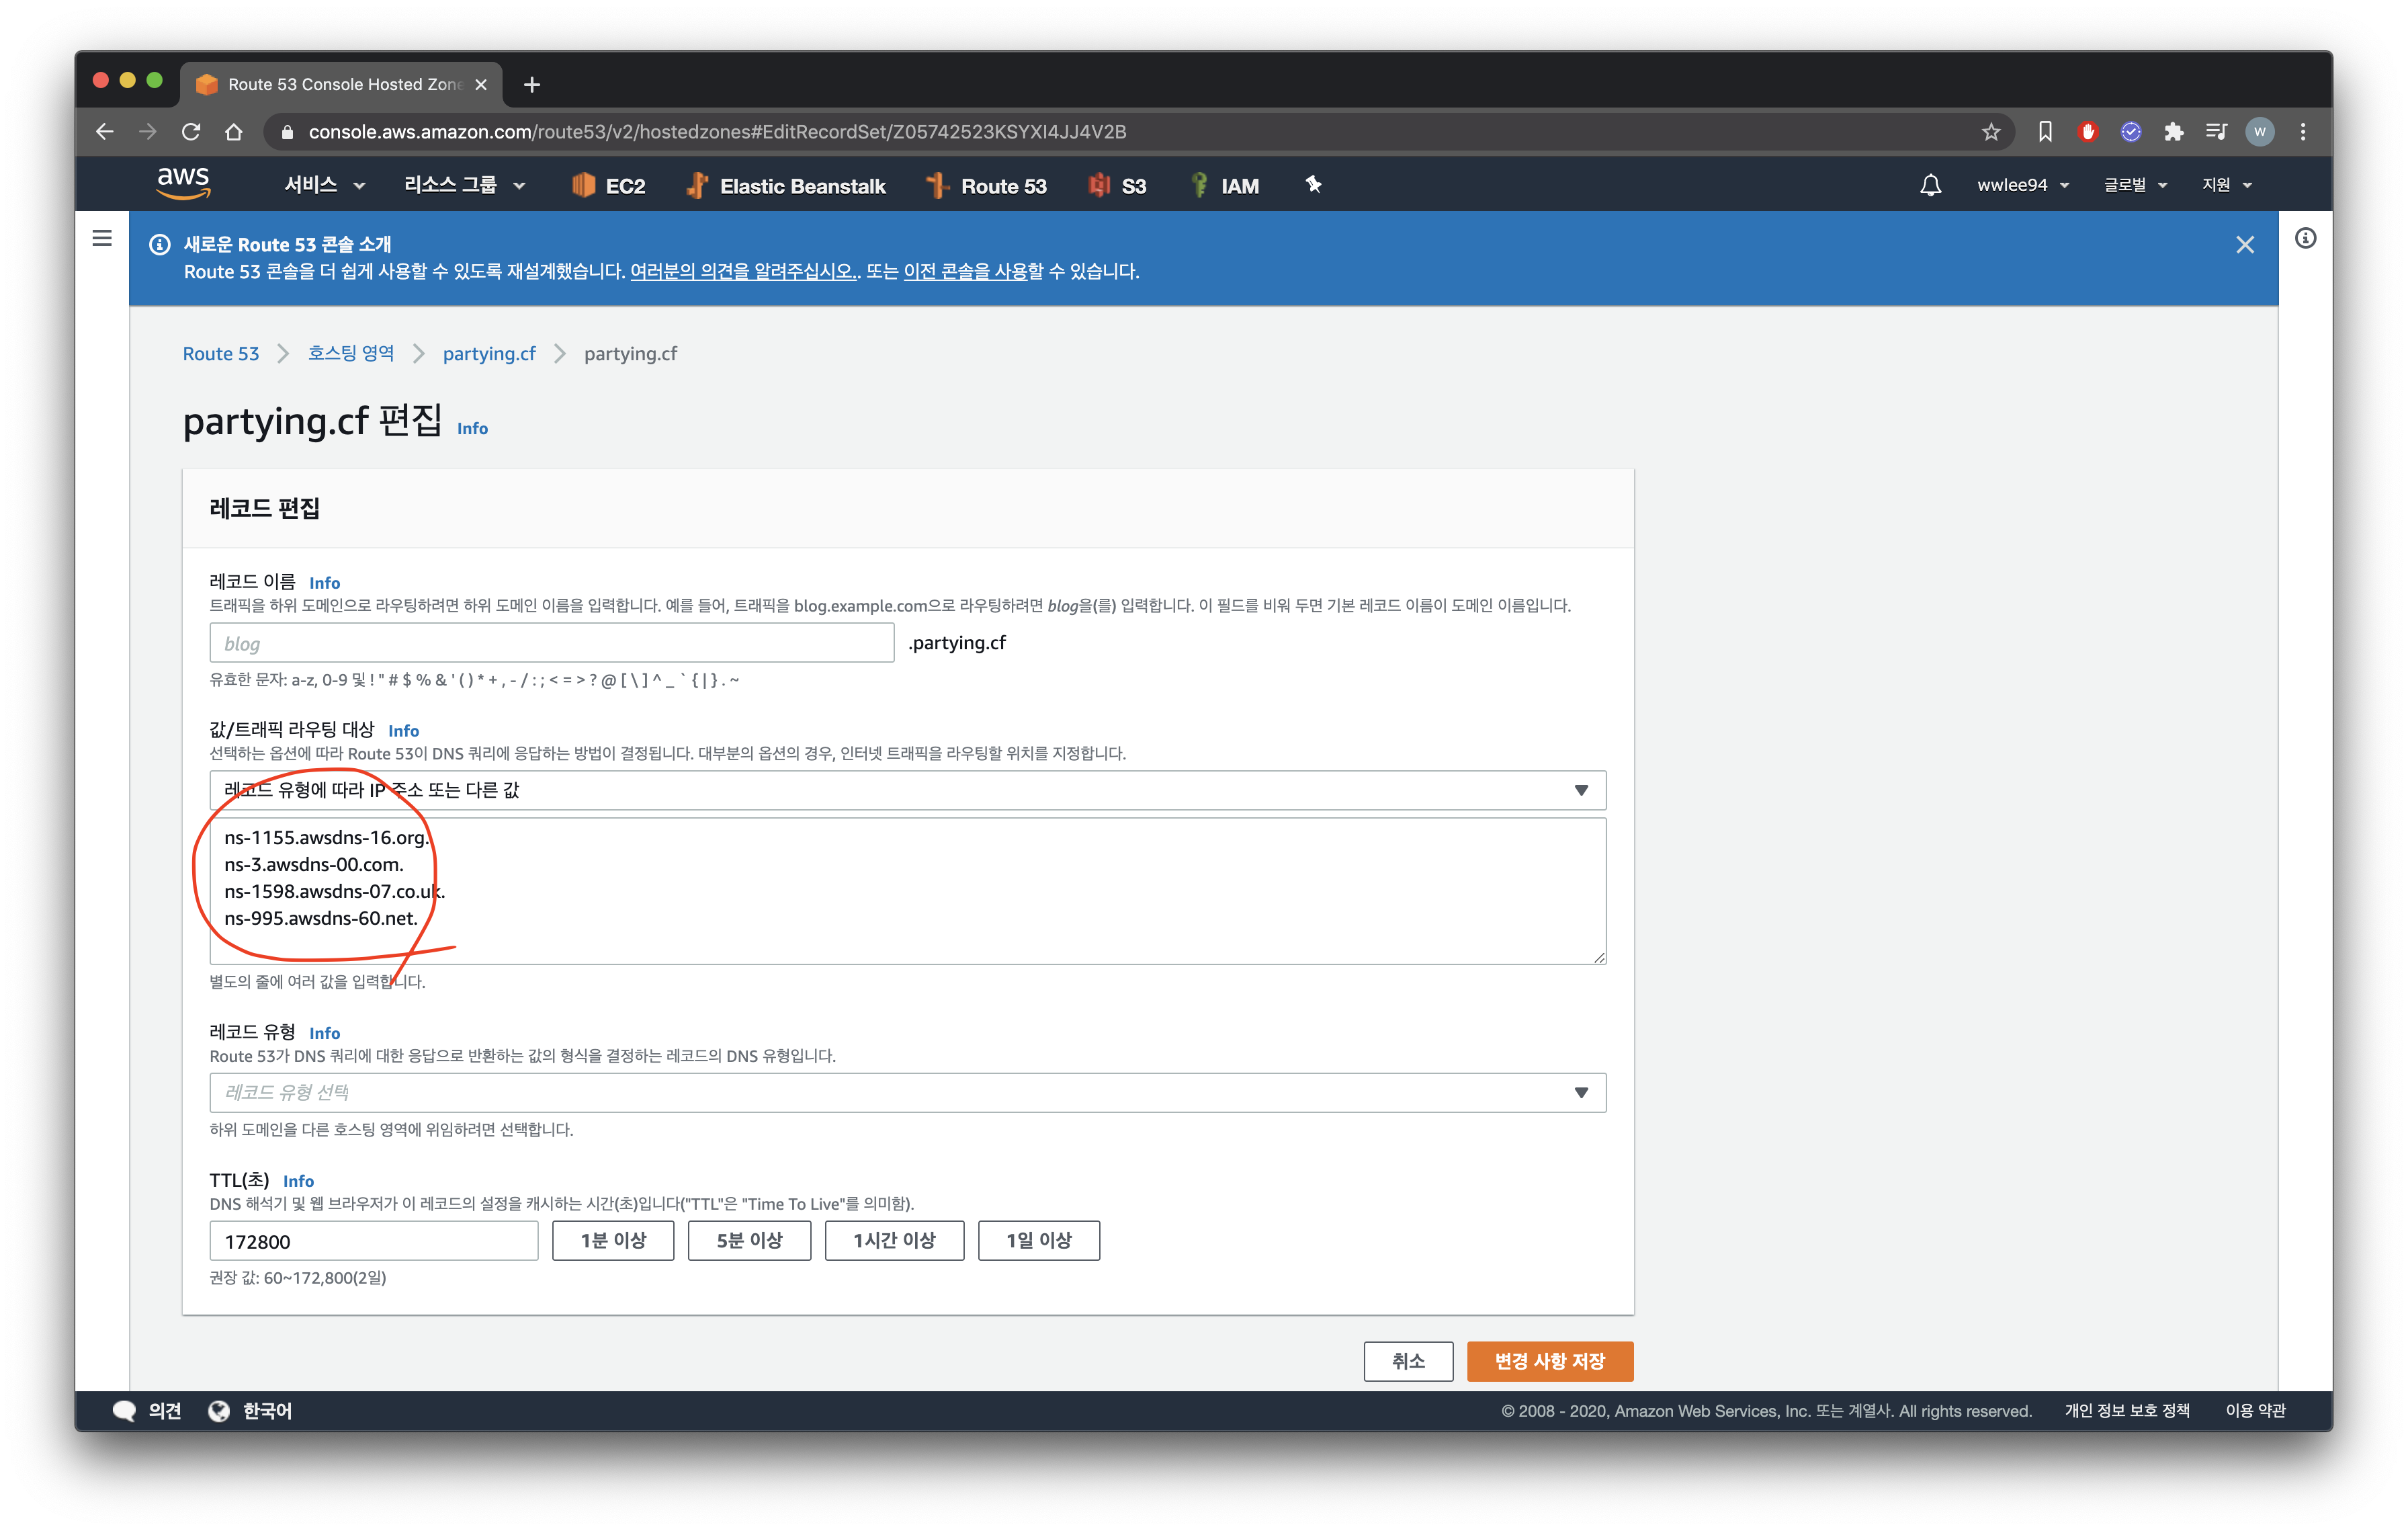 Route 53 Console Hosted Zone
console.aws.amazon.com/route53/v2/hostedzones#EditRecordSet/Z05742523KSYXI4JJ4V2B
W
aws 서비스 리소스 그룹 EC2 Elastic Beanstalk Route 53 S3 IAM wwlee94 글로벌 지원
새로운 Route 53 콘솔 소개
Route 53 콘솔을 더 쉽게 사용할 수 있도록 재설계했습니다. 여러분의 의견을 알려주십시오.. 또는 이전 콘솔을 사용할 수 있습니다.
Route 53 호스팅 영역 partying.cf partying.cf
partying.cf 편집 Info
레코드 편집
레코드 이름 Info
트래픽을 하위 도메인으로 라우팅하려면 하위 도메인 이름을 입력합니다. 예를 들어, 트래픽을 blog.example.com으로 라우팅하려면 blog을(를) 입력합니다. 이 필드를 비워 두면 기본 레코드 이름이 도메인 이름입니다.
blog .partying.cf
유효한 문자: a-z, 0-9 및 ! " # $ % & ' ( ) * + , - / : ; < = > ? @ [ \ ] ^ _ ` { | } . ~
값/트래픽 라우팅 대상 Info
선택하는 옵션에 따라 Route 53이 DNS 쿼리에 응답하는 방법이 결정됩니다. 대부분의 옵션의 경우, 인터넷 트래픽을 라우팅할 위치를 지정합니다.
레코드 유형에 따라 IP 주소 또는 다른 값
ns-1155.awsdns-16.org.
ns-3.awsdns-00.com.
ns-1598.awsdns-07.co.uk.
ns-995.awsdns-60.net.
별도의 줄에 여러 값을 입력합니다.
레코드 유형 Info
Route 53가 DNS 쿼리에 대한 응답으로 반환하는 값의 형식을 결정하는 레코드의 DNS 유형입니다.
레코드 유형 선택
하위 도메인을 다른 호스팅 영역에 위임하려면 선택합니다.
TTL(초) Info
DNS 해석기 및 웹 브라우저가 이 레코드의 설정을 캐시하는 시간(초)입니다("TTL"은 "Time To Live"를 의미함).
172800 1분 이상 5분 이상 1시간 이상 1일 이상
권장 값: 60~172,800(2일)
취소 변경 사항 저장
의견 한국어 © 2008 - 2020, Amazon Web Services, Inc. 또는 계열사. All rights reserved. 개인 정보 보호 정책 이용 약관